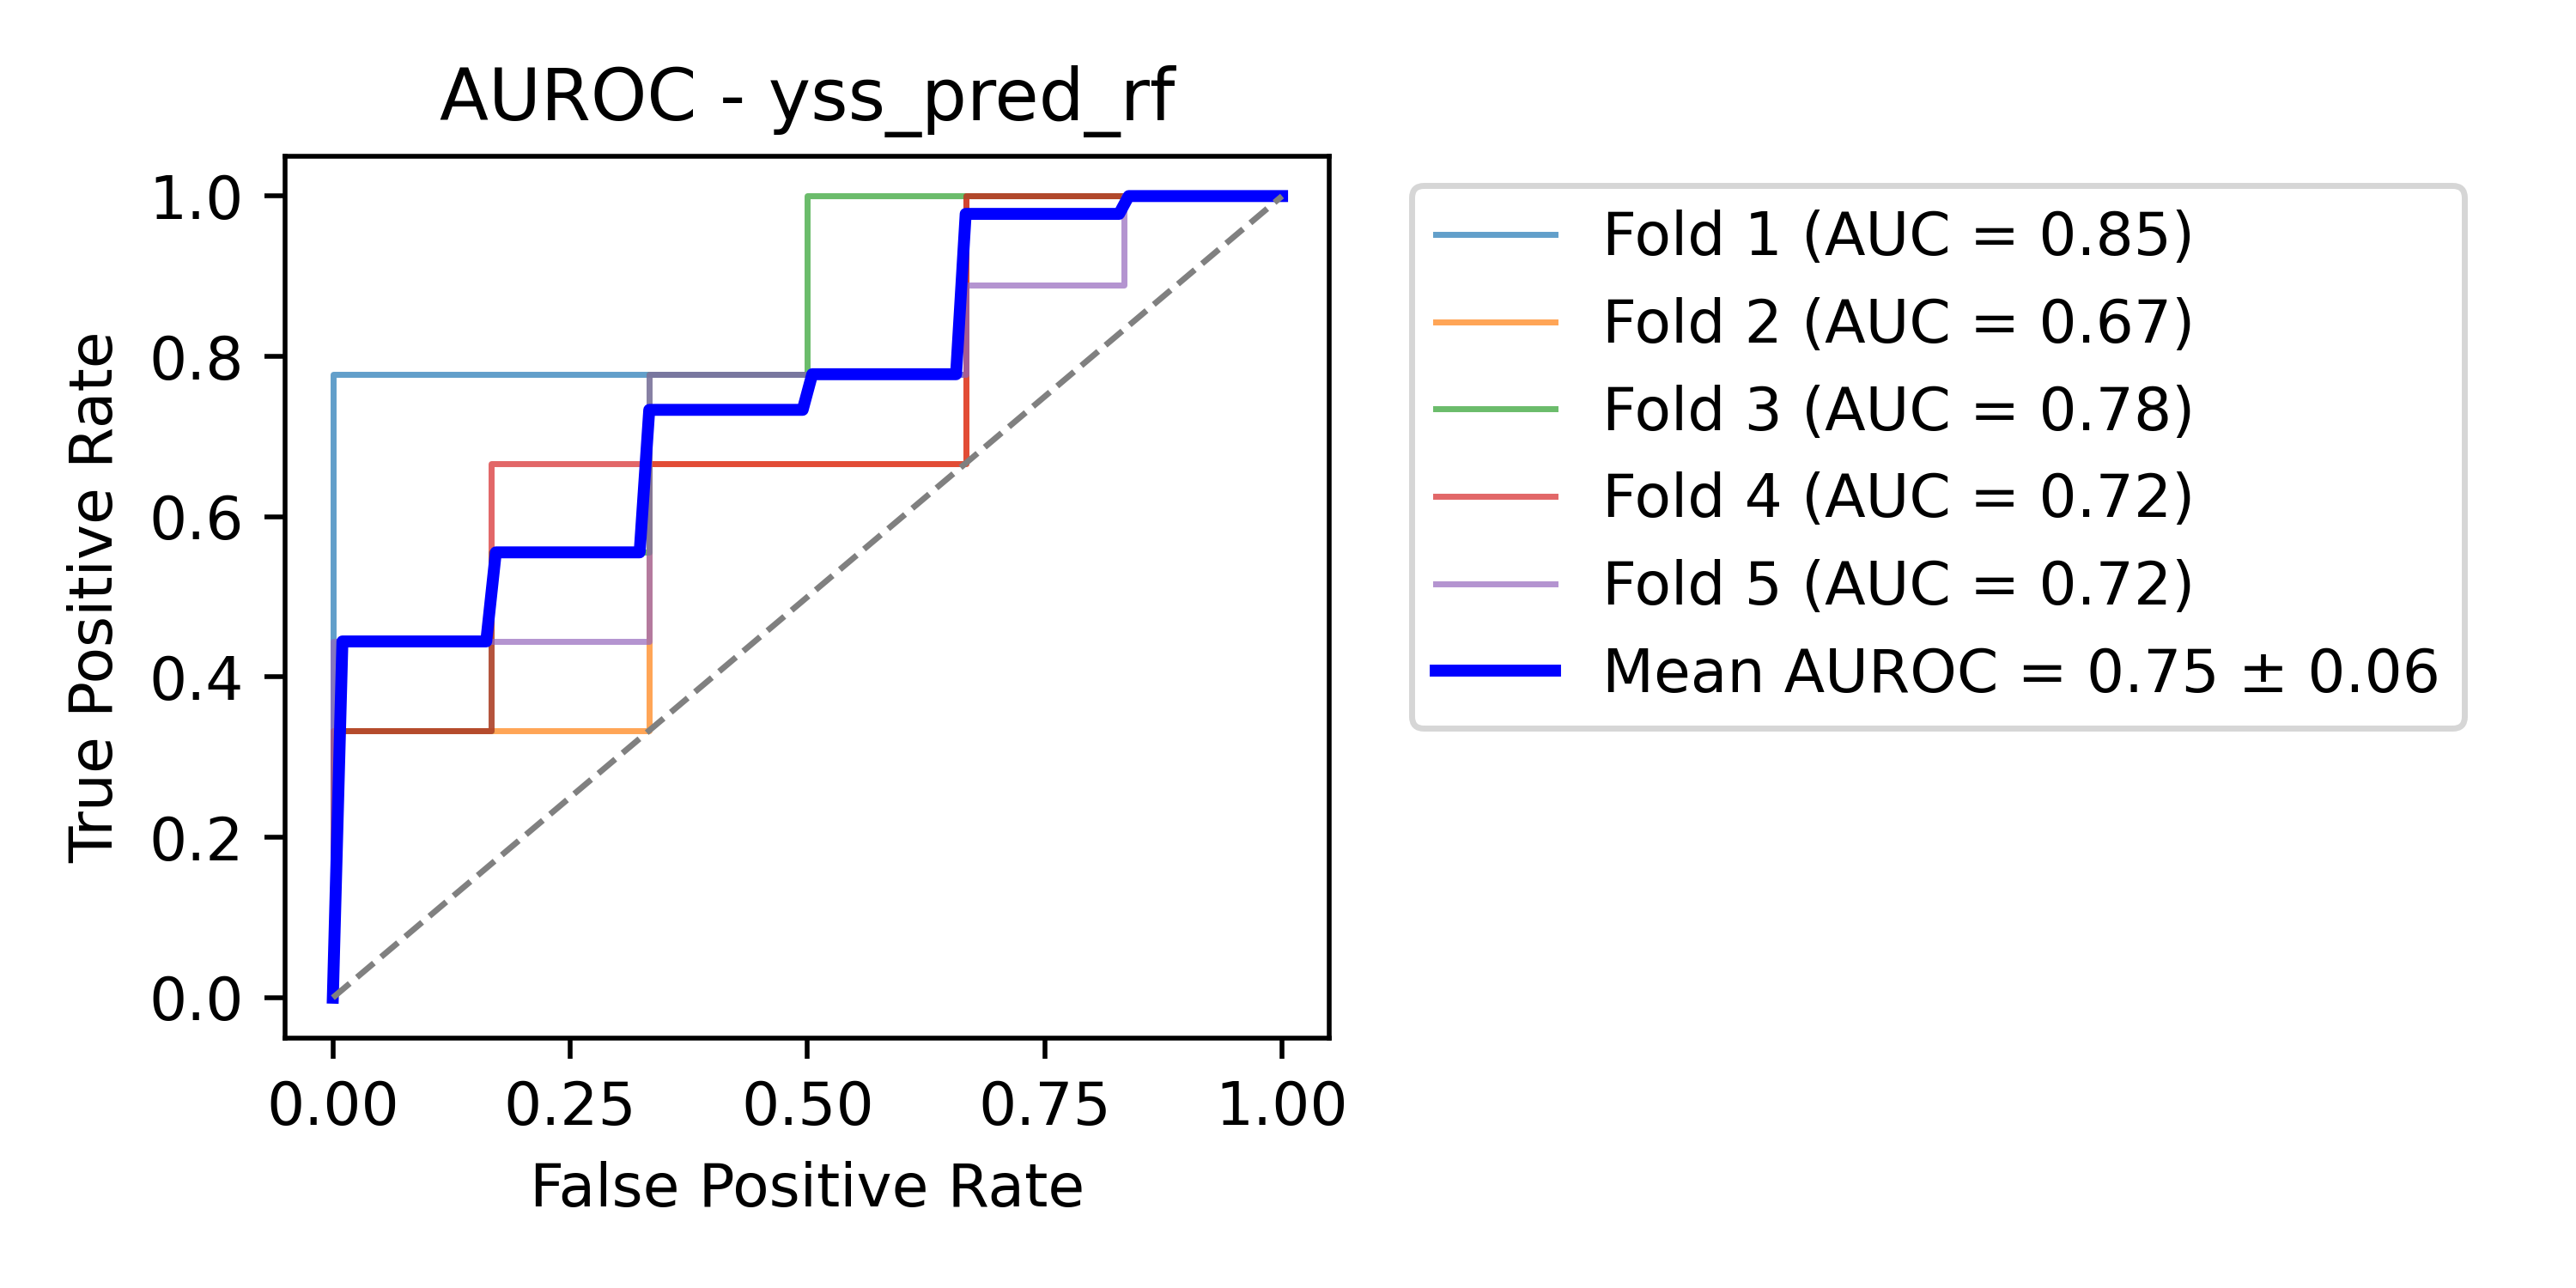 AUROC - yss_pred_rf
True Positive Rate
1.0
0.8
0.6
0.4
0.2
0.0
0.00 0.25 0.50 0.75 1.00
False Positive Rate
Fold 1 (AUC = 0.85)
Fold 2 (AUC = 0.67)
Fold 3 (AUC = 0.78)
Fold 4 (AUC = 0.72)
Fold 5 (AUC = 0.72)
Mean AUROC = 0.75 ± 0.06